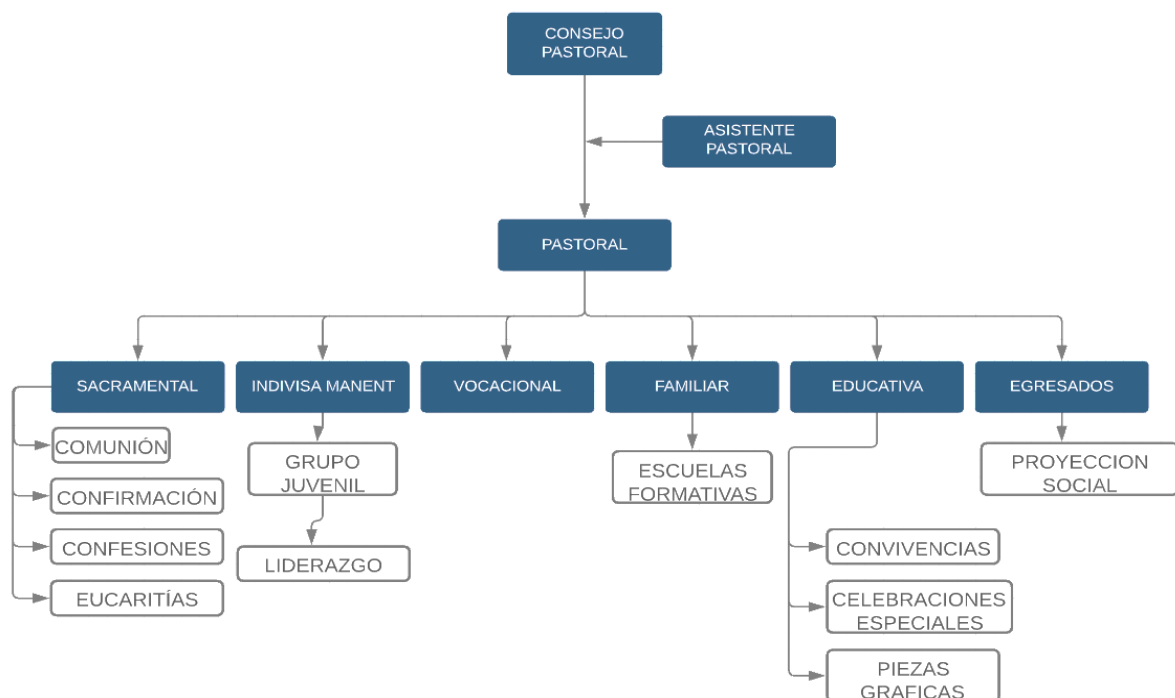 CONSEJO
PASTORAL
ASISTENTE
PASTORAL
PASTORAL
SACRAMENTAL
INDIVISA MANENT
VOCACIONAL
FAMILIAR
EDUCATIVA
EGRESADOS
COMUNIÓN
CONFIRMACIÓN
CONFESIONES
EUCARITÍAS
GRUPO
JUVENIL
LIDERAZGO
ESCUELAS
FORMATIVAS
CONVIVENCIAS
CELEBRACIONES
ESPECIALES
PIEZAS
GRAFICAS
PROYECCION
SOCIAL